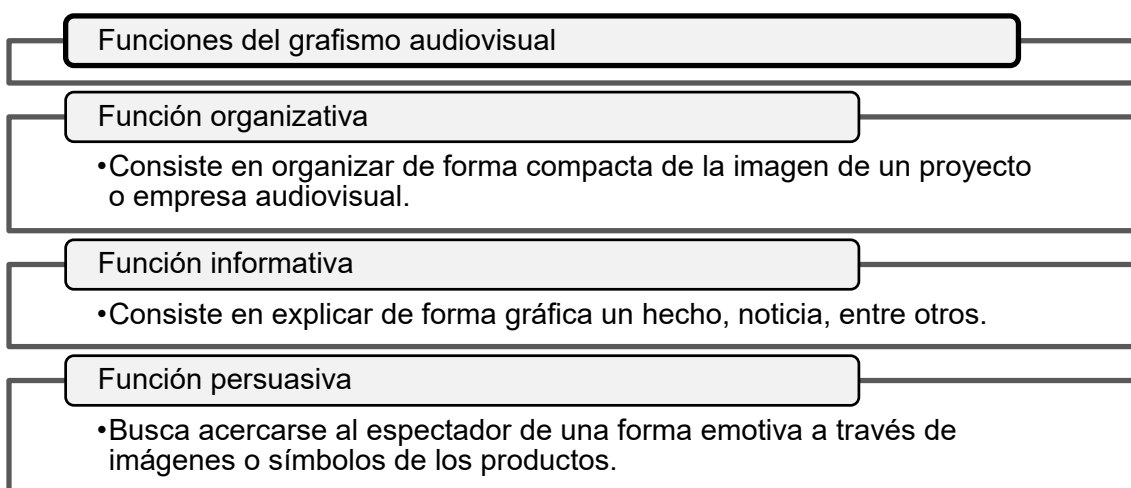 Funciones del grafismo audiovisual
Función organizativa
•Consiste en organizar de forma compacta de la imagen de un proyecto
o empresa audiovisual.
Función informativa
•Consiste en explicar de forma gráfica un hecho, noticia, entre otros.
Función persuasiva
•Busca acercarse al espectador de una forma emotiva a través de
imágenes o símbolos de los productos.